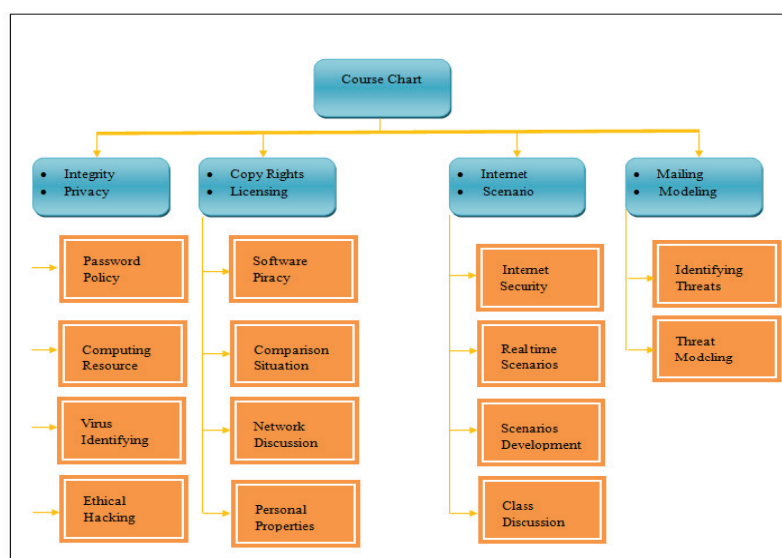 Course Chart
• Integrity
• Privacy
Password
Policy
Computing
Resource
Virus
Identifying
Ethical
Hacking
• Copy Rights
• Licensing
Software
Piracy
Comparison
Situation
Network
Discussion
Personal
Properties
• Internet
• Scenario
Internet
Security
Realtime
Scenarios
Scenarios
Development
Class
Discussion
• Mailing
• Modeling
Identifying
Threats
Threat
Modeling